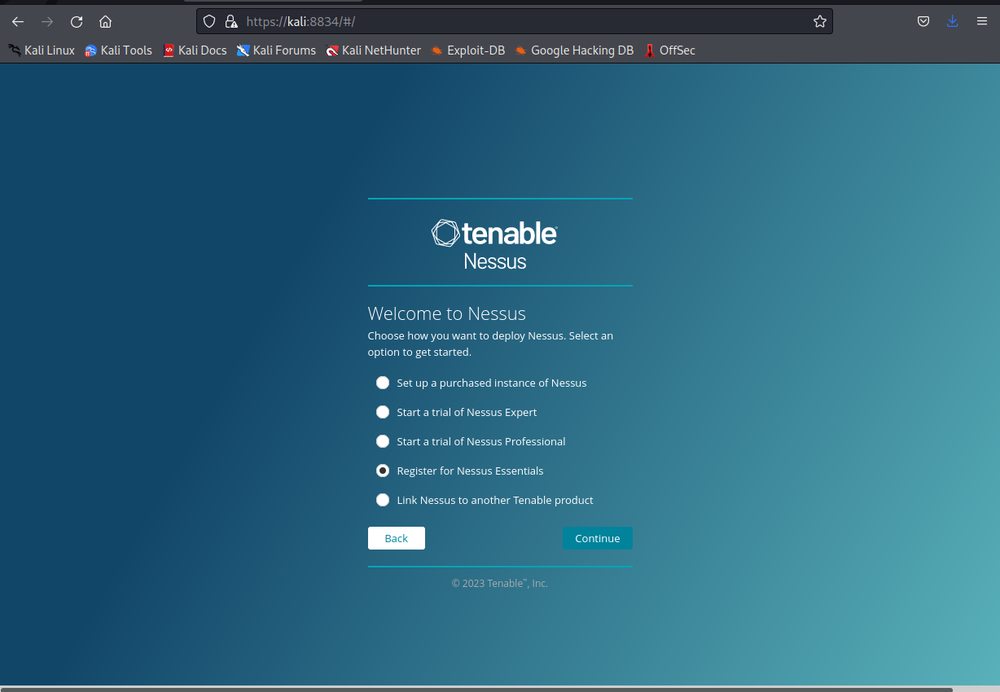 https://kali:8834/#/
Kali Linux Kali Tools Kali Docs Kali Forums Kali NetHunter Exploit-DB Google Hacking DB OffSec
tenable
Nessus
Welcome to Nessus
Choose how you want to deploy Nessus. Select an
option to get started.
Set up a purchased instance of Nessus
Start a trial of Nessus Expert
Start a trial of Nessus Professional
Register for Nessus Essentials
Link Nessus to another Tenable product
Back Continue
© 2023 Tenable™, Inc.